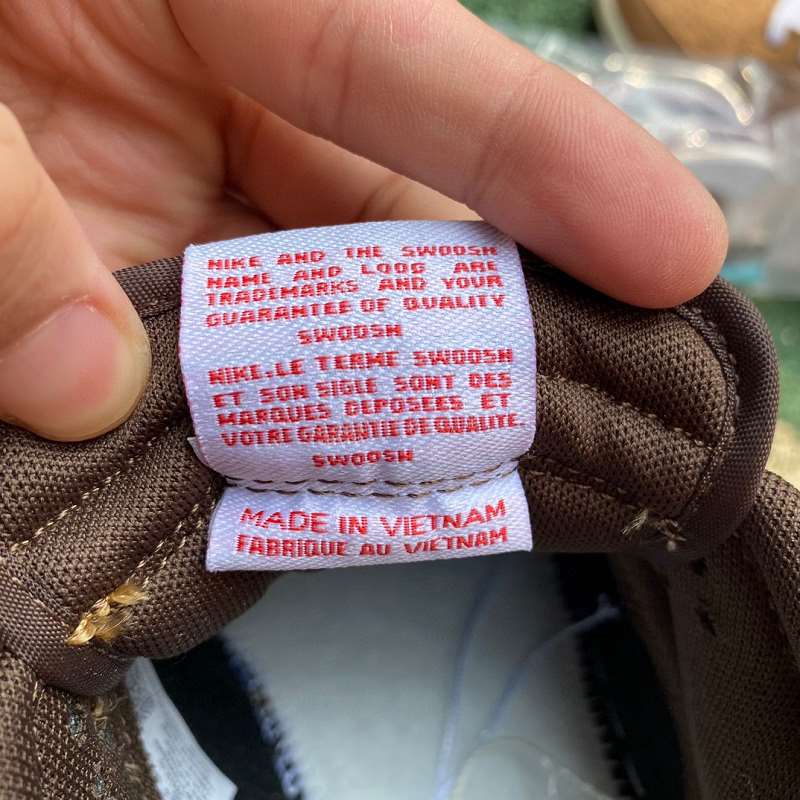 NIKE AND THE SWOOSH
NAME AND LOGO ARE
TRADEMARKS AND YOUR
GUARANTEE OF QUALITY
SWOOSH
NIKE.LE TERME SWOOSH
ET SON SIGLE SONT DES
MARQUES DEPOSEES ET
VOTRE GARANTIE DE QUALITE.
SWOOSH
MADE IN VIETNAM
FABRIQUE AU VIETNAM